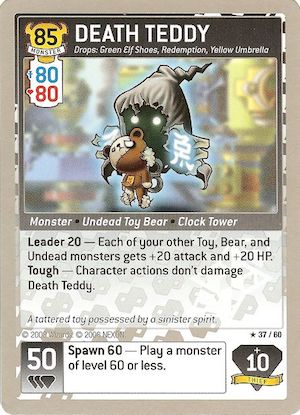 85
MONSTER
DEATH TEDDY
Drops: Green Elf Shoes, Redemption, Yellow Umbrella
80
80
Monster • Undead Toy Bear • Clock Tower
Leader 20 — Each of your other Toy, Bear, and
Undead monsters gets +20 attack and +20 HP.
Tough — Character actions don't damage
Death Teddy.
A tattered toy possessed by a sinister spirit.
© 2008 Wizards. © 2008 NEXON.
★ 37 / 60
50
Spawn 60 — Play a monster
of level 60 or less.
+
10
THIEF